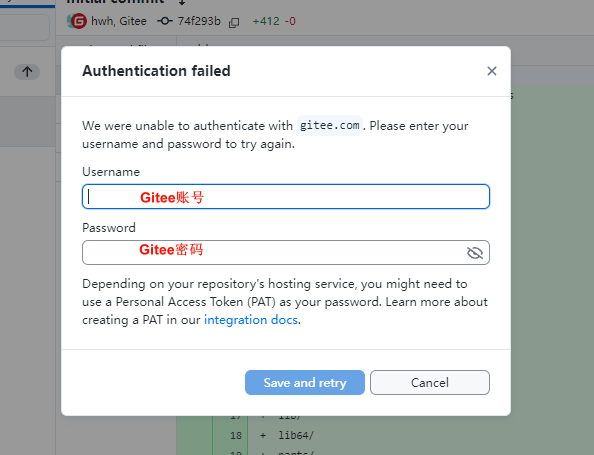 Initial commit
hwh, Gitee 74f293b +412 -0
Authentication failed
We were unable to authenticate with gitee.com. Please enter your
username and password to try again.
Username
Gitee账号
Password
Gitee密码
Depending on your repository's hosting service, you might need to
use a Personal Access Token (PAT) as your password. Learn more about
creating a PAT in our integration docs.
Save and retry
Cancel
17 + lib/
18 + lib64/
19 + parts/